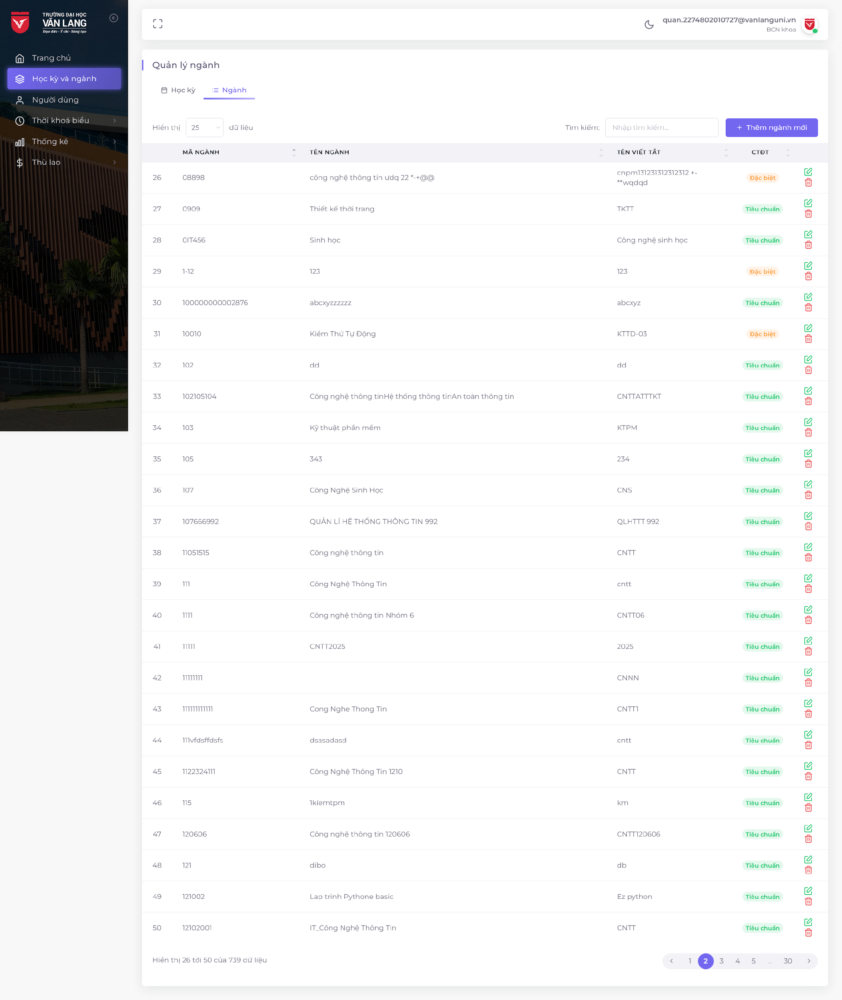 TRƯỜNG ĐẠI HỌC
VĂN LANG
Đạo đức - Ý chí - Sáng tạo
Trang chủ
Học kỳ và ngành
Người dùng
Thời khoá biểu
Thống kê
Thù lao
quan.2274802010727@vanlanguni.vn
BCN khoa
Quản lý ngành
Học kỳ Ngành
Hiển thị 25 dữ liệu Tìm kiếm: Nhập tìm kiếm... + Thêm ngành mới
MÃ NGÀNH TÊN NGÀNH TÊN VIẾT TẮT CTĐT
26 08898 công nghệ thông tin ưdq 22 *-+@@ cnpm131231312312312 +-
**wqdqd Đặc biệt
27 0909 Thiết kế thời trang TKTT Tiêu chuẩn
28 0IT456 Sinh học Công nghệ sinh học Tiêu chuẩn
29 1-12 123 123 Đặc biệt
30 100000000002876 abcxyzzzzzz abcxyz Tiêu chuẩn
31 10010 Kiểm Thử Tự Động KTTD-03 Đặc biệt
32 102 dd dd Tiêu chuẩn
33 102105104 Công nghệ thông tinHệ thống thông tinAn toàn thông tin CNTTATTTKT Tiêu chuẩn
34 103 Kỹ thuật phần mềm KTPM Tiêu chuẩn
35 105 343 234 Tiêu chuẩn
36 107 Công Nghệ Sinh Học CNS Tiêu chuẩn
37 107666992 QUẢN LÍ HỆ THỐNG THÔNG TIN 992 QLHTTT 992 Tiêu chuẩn
38 11051515 Công nghệ thông tin CNTT Tiêu chuẩn
39 111 Công Nghệ Thông Tin cntt Tiêu chuẩn
40 1111 Công nghệ thông tin Nhóm 6 CNTT06 Tiêu chuẩn
41 11111 CNTT2025 2025 Tiêu chuẩn
42 11111111 CNNN Tiêu chuẩn
43 111111111111 Cong Nghe Thong Tin CNTT1 Tiêu chuẩn
44 111vfdsffdsfs dsasadasd cntt Tiêu chuẩn
45 1122324111 Công Nghệ Thông Tin 1210 CNTT Tiêu chuẩn
46 115 1kiemtpm km Tiêu chuẩn
47 120606 Công nghệ thông tin 120606 CNTT120606 Tiêu chuẩn
48 121 dibo db Tiêu chuẩn
49 121002 Lap trinh Pythone basic Ez python Tiêu chuẩn
50 12102001 IT_Công Nghệ Thông Tin CNTT Tiêu chuẩn
Hiển thị 26 tới 50 của 739 dữ liệu 1 2 3 4 5 ... 30